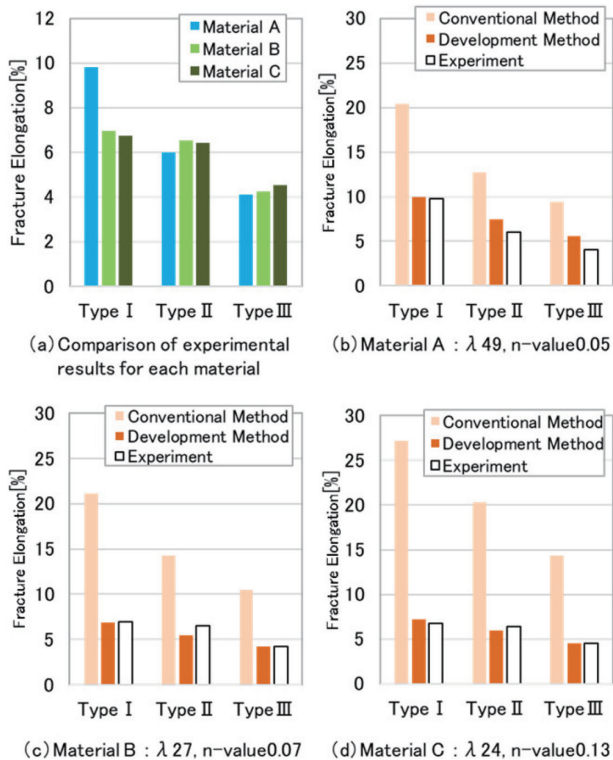 12
10
8
6
4
2
0
Fracture Elongation[%]
Material A
Material B
Material C
Type Ⅰ Type Ⅱ Type Ⅲ
(a) Comparison of experimental
results for each material
30
25
20
15
10
5
0
Fracture Elongation[%]
Conventional Method
Development Method
Experiment
Type Ⅰ Type Ⅱ Type Ⅲ
(b) Material A : λ 49, n-value0.05
30
25
20
15
10
5
0
Fracture Elongation[%]
Conventional Method
Development Method
Experiment
Type Ⅰ Type Ⅱ Type Ⅲ
(c) Material B : λ 27, n-value0.07
30
25
20
15
10
5
0
Fracture Elongation[%]
Conventional Method
Development Method
Experiment
Type Ⅰ Type Ⅱ Type Ⅲ
(d) Material C : λ 24, n-value0.13